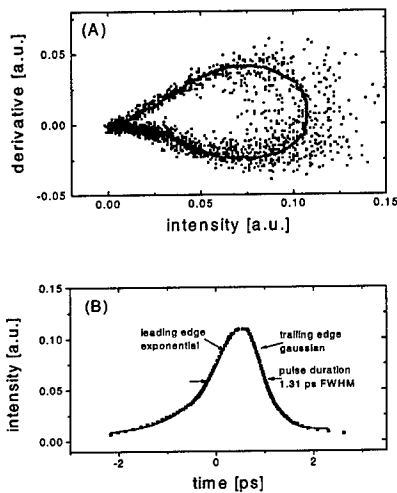 (A)
0.05
0.00
-0.05
derivative [a.u.]
0.00 0.05 0.10 0.15
intensity [a.u.]
(B)
0.15
0.10
0.05
0.00
intensity [a.u.]
leading edge
exponential
trailing edge
gaussian
pulse duration
1.31 ps FWHM
-2 0 2
time [ps]